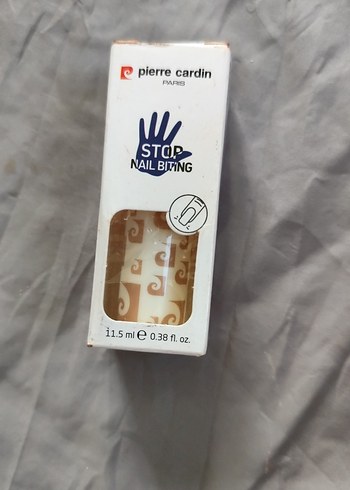 pierre cardin
PARIS
STOP
NAIL BITING
11.5 ml e 0.38 fl. oz.